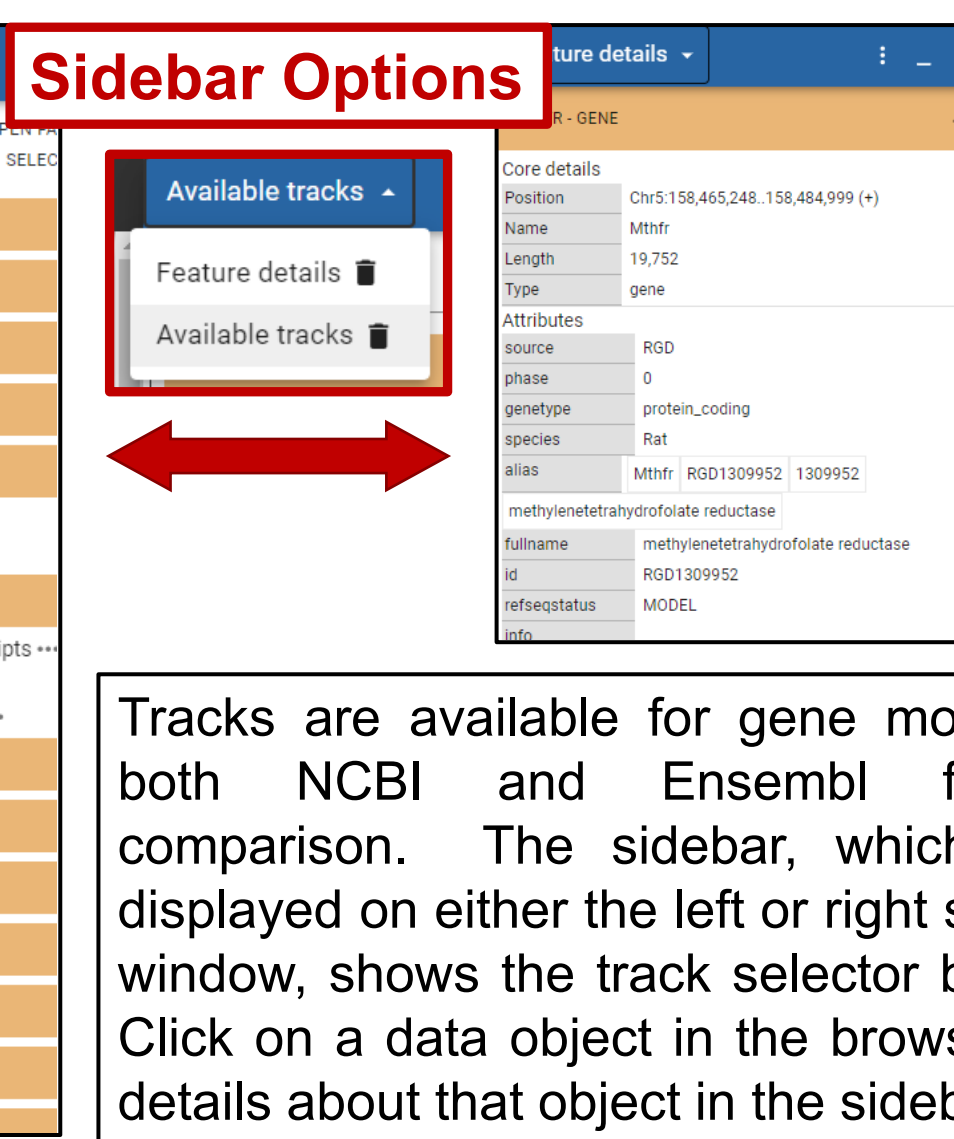 Sidebar Options
details
- GENE
Available tracks
Feature details
Available tracks
Core details
Position Chr5:158,465,248..158,484,999 (+)
Name Mthfr
Length 19,752
Type gene
Attributes
source RGD
phase 0
genetype protein_coding
species Rat
alias Mthfr RGD1309952 1309952
methylenetetrahydrofolate reductase
fullname methylenetetrahydrofolate reductase
id RGD1309952
refseqstatus MODEL
info
Tracks are available for gene
both NCBI and Ensembl
comparison. The sidebar,
displayed on either the left or right
window, shows the track selector
Click on a data object in the
details about that object in the